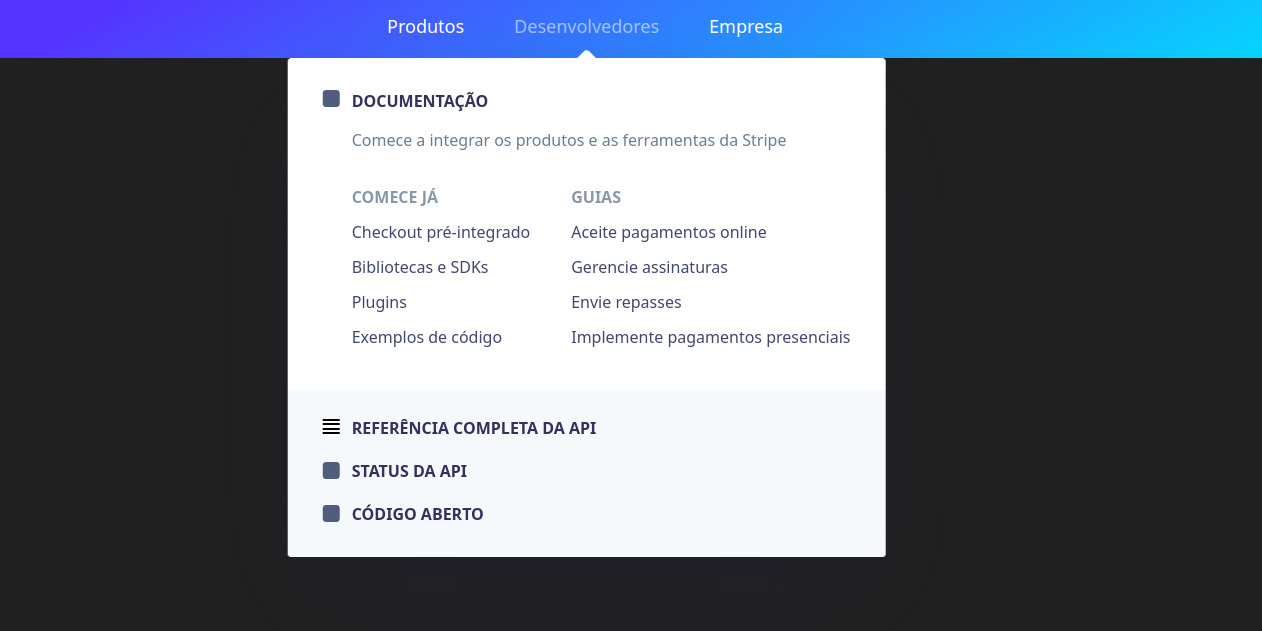 Produtos Desenvolvedores Empresa
DOCUMENTAÇÃO
Comece a integrar os produtos e as ferramentas da Stripe
COMECE JÁ
Checkout pré-integrado
Bibliotecas e SDKs
Plugins
Exemplos de código
GUIAS
Aceite pagamentos online
Gerencie assinaturas
Envie repasses
Implemente pagamentos presenciais
REFERÊNCIA COMPLETA DA API
STATUS DA API
CÓDIGO ABERTO